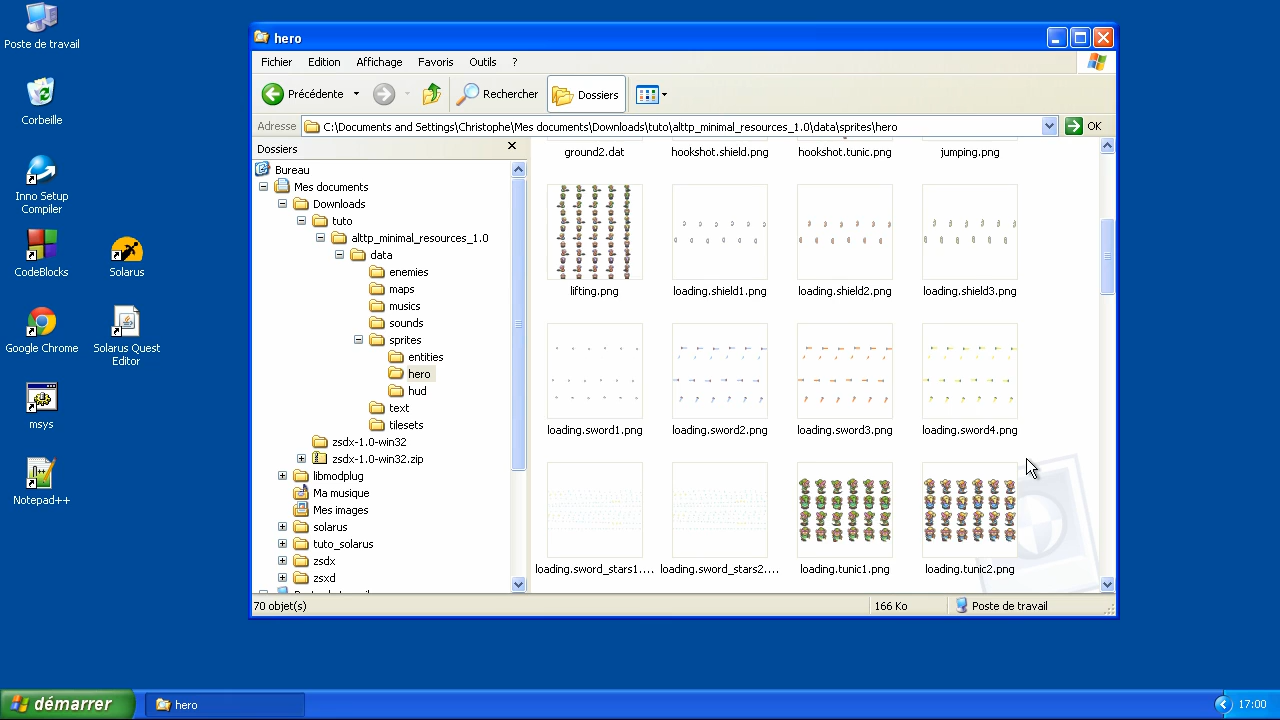 Poste de travail
Corbeille
Inno Setup
Compiler
CodeBlocks
Solarus
Google Chrome
Solarus Quest
Editor
msys
Notepad++
hero
Fichier Edition Affichage Favoris Outils ?
Précédente Rechercher Dossiers
Adresse C:\Documents and Settings\Christophe\Mes documents\Downloads\tuto\alttp_minimal_resources_1.0\data\sprites\hero OK
Dossiers
Bureau
Mes documents
Downloads
tuto
alttp_minimal_resources_1.0
data
enemies
maps
musics
sounds
sprites
entities
hero
hud
text
tilesets
zsdx-1.0-win32
zsdx-1.0-win32.zip
libmodplug
Ma musique
Mes images
solarus
tuto_solarus
zsdx
zsxd
ground2.dat hookshot.shield.png hookshot.tunic.png jumping.png
lifting.png loading.shield1.png loading.shield2.png loading.shield3.png
loading.sword1.png loading.sword2.png loading.sword3.png loading.sword4.png
loading.sword_stars1.... loading.sword_stars2.... loading.tunic1.png loading.tunic2.png
70 objet(s) 166 Ko Poste de travail
démarrer hero 17:00